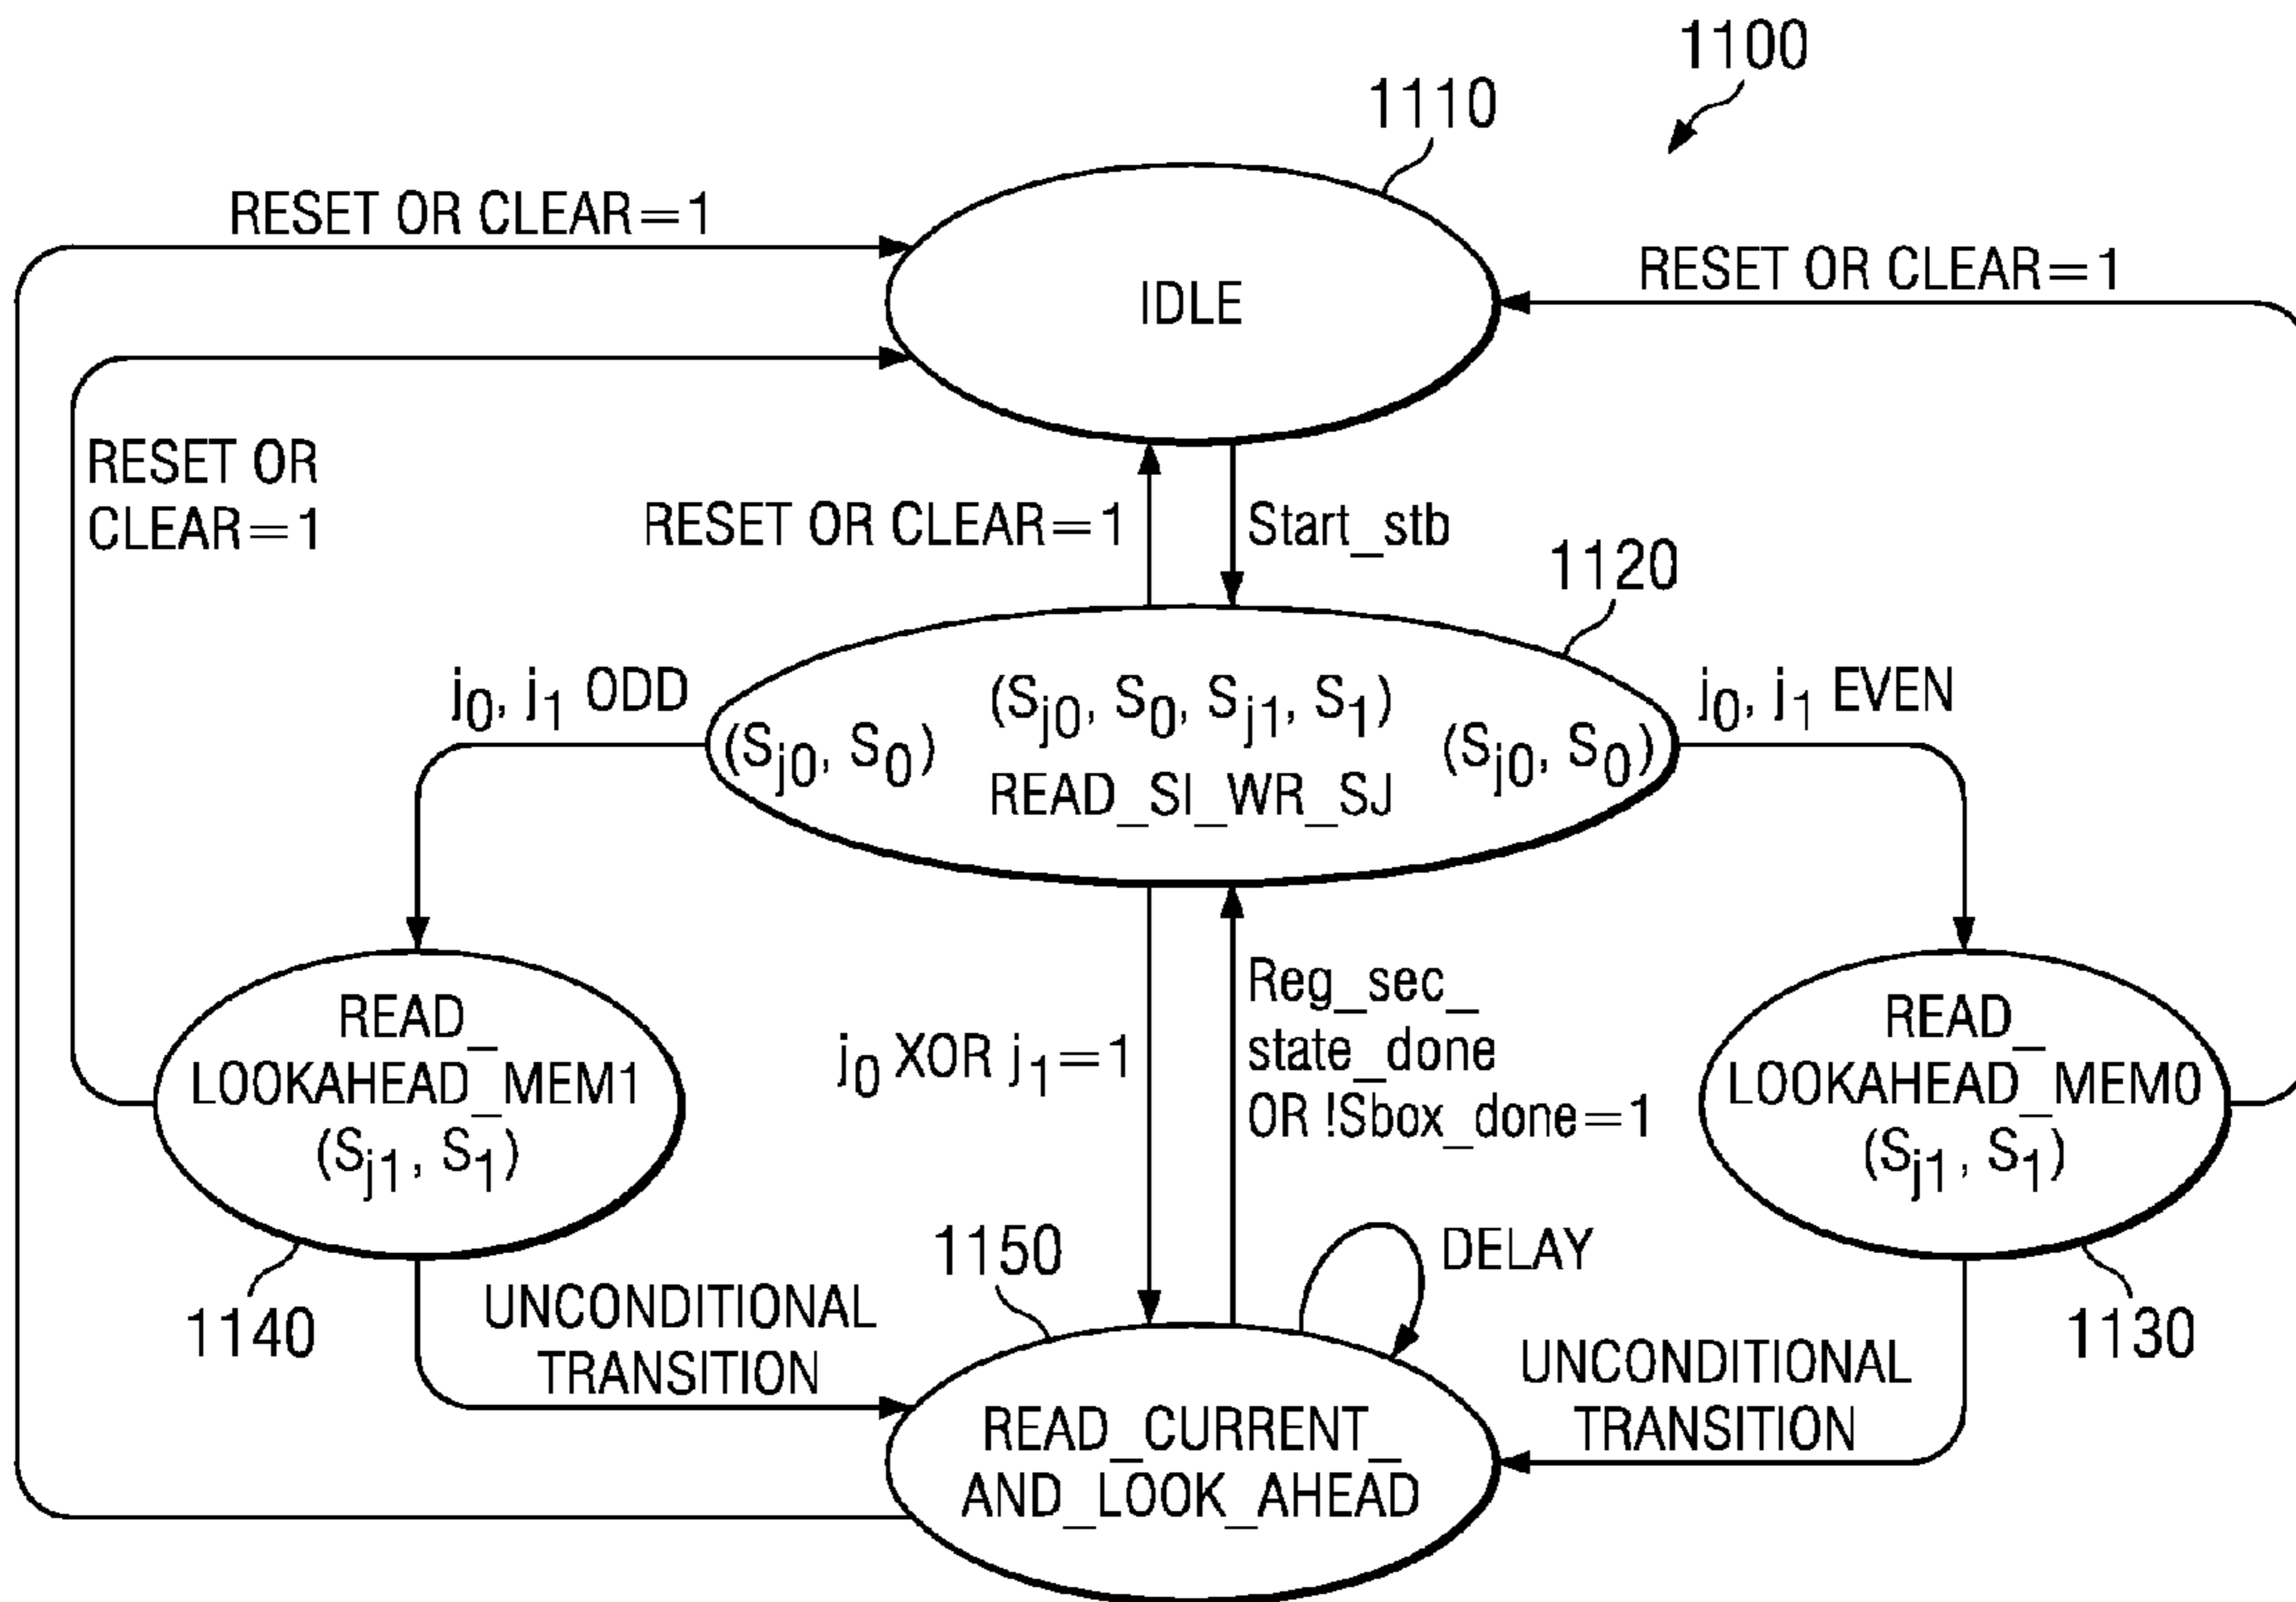 1100
1110
RESET OR CLEAR=1
RESET OR CLEAR=1
IDLE
RESET OR
CLEAR=1
RESET OR CLEAR=1
Start_stb
1120
j0, j1 ODD
(Sj0, S0, Sj1, S1)
j0, j1 EVEN
(Sj0, S0)
(Sj0, S0)
READ_SI_WR_SJ
READ_
LOOKAHEAD_MEM1
(Sj1, S1)
j0 XOR j1=1
Reg_sec_
state_done
OR !Sbox_done=1
READ_
LOOKAHEAD_MEM0
(Sj1, S1)
1140
UNCONDITIONAL
TRANSITION
1150
DELAY
UNCONDITIONAL
TRANSITION
1130
READ_CURRENT_
AND_LOOK_AHEAD